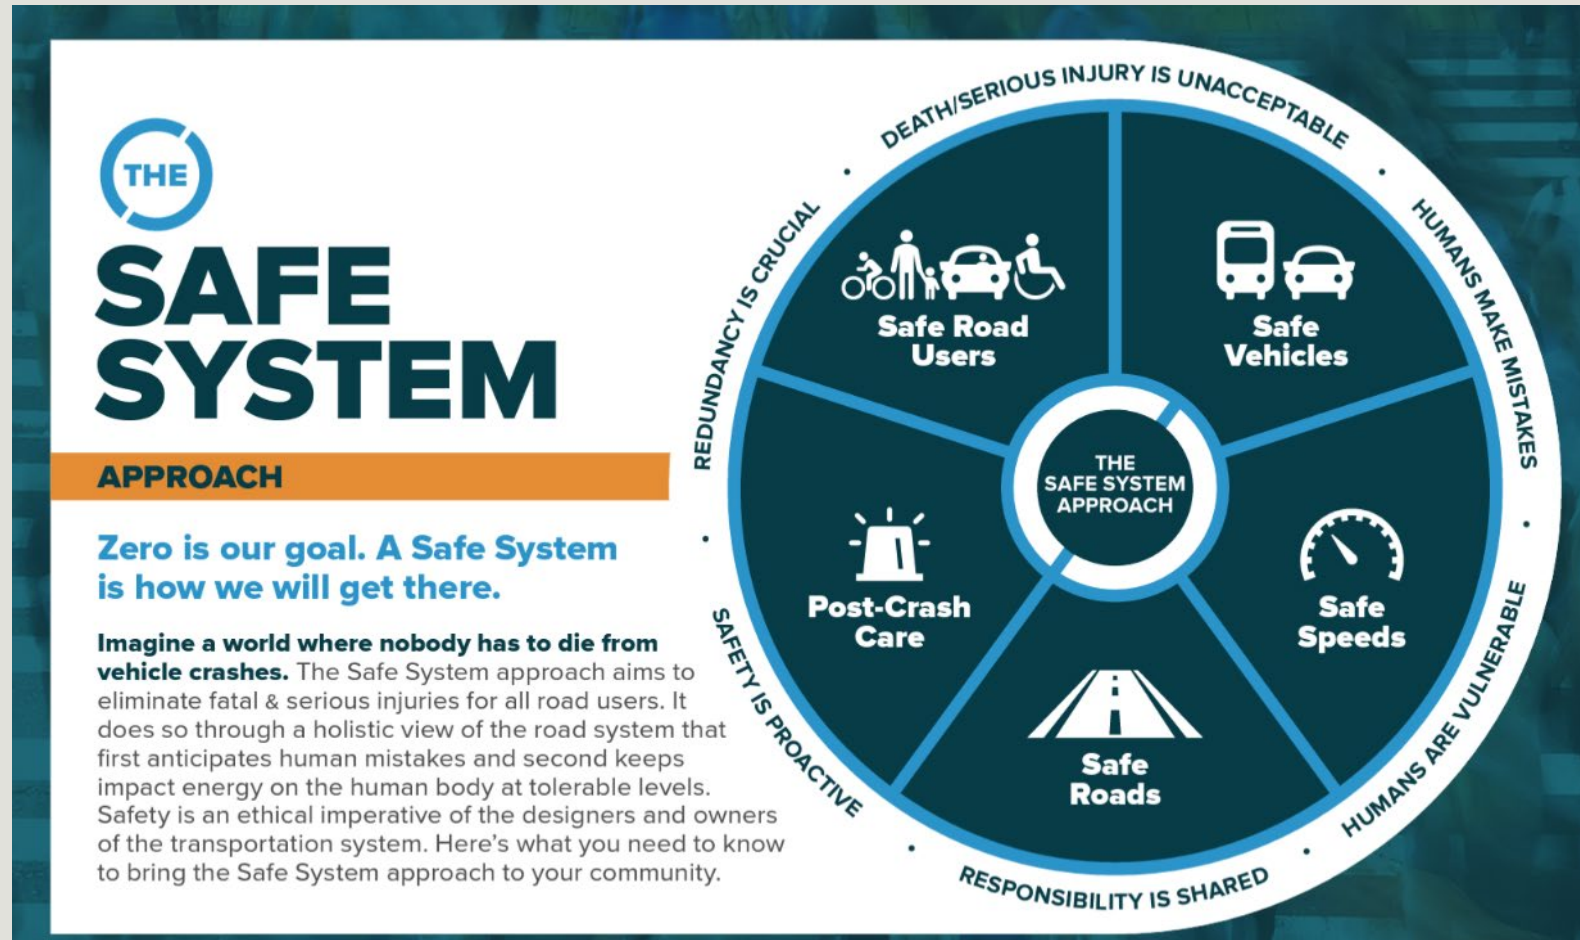 THE
SAFE
SYSTEM
APPROACH
Zero is our goal. A Safe System
is how we will get there.
Imagine a world where nobody has to die from
vehicle crashes. The Safe System approach aims to
eliminate fatal & serious injuries for all road users. It
does so through a holistic view of the road system that
first anticipates human mistakes and second keeps
impact energy on the human body at tolerable levels.
Safety is an ethical imperative of the designers and owners
of the transportation system. Here's what you need to know
to bring the Safe System approach to your community.
DEATH/SERIOUS INJURY IS UNACCEPTABLE
HUMANS MAKE MISTAKES
HUMANS ARE VULNERABLE
RESPONSIBILITY IS SHARED
SAFETY IS PROACTIVE
REDUNDANCY IS CRUCIAL
Safe Road
Users
Safe
Vehicles
Safe
Speeds
Safe
Roads
Post-Crash
Care
THE
SAFE SYSTEM
APPROACH